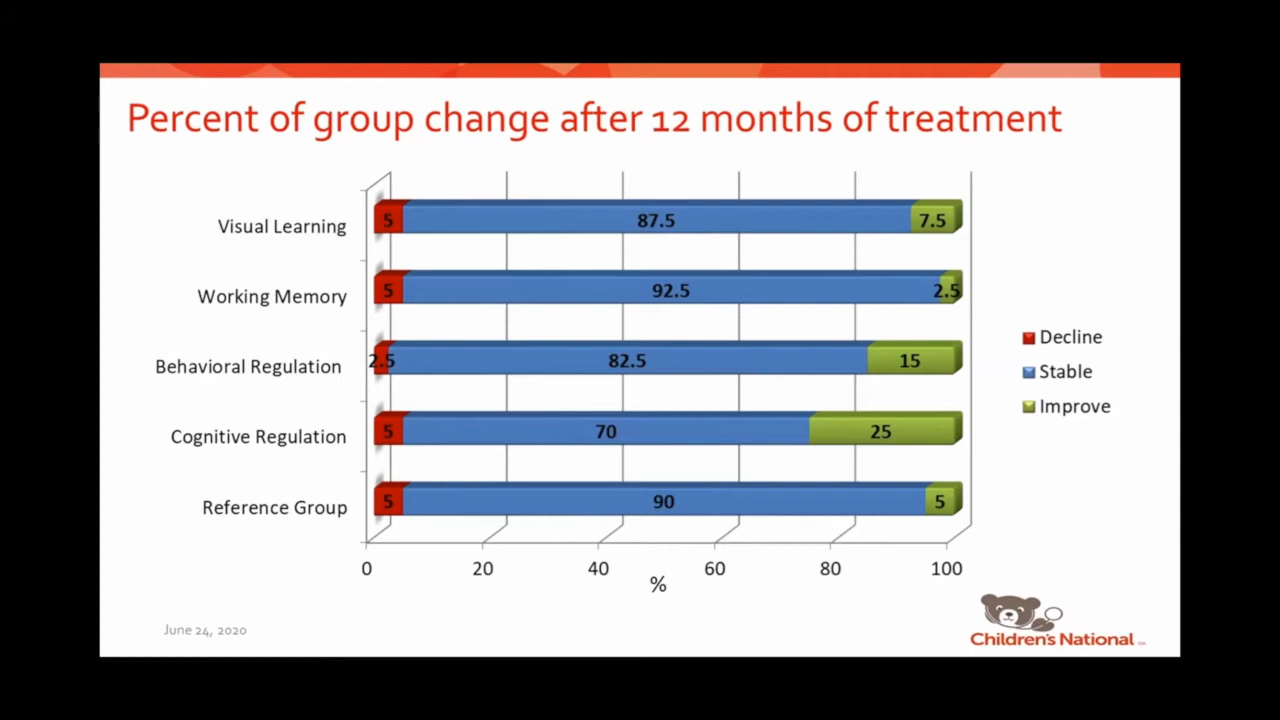 Percent of group change after 12 months of treatment
Visual Learning
5 87.5 7.5
Working Memory
5 92.5 2.5
Behavioral Regulation
2.5 82.5 15
Cognitive Regulation
5 70 25
Reference Group
5 90 5
0 20 40 60 80 100
%
Decline
Stable
Improve
June 24, 2020
Children's National